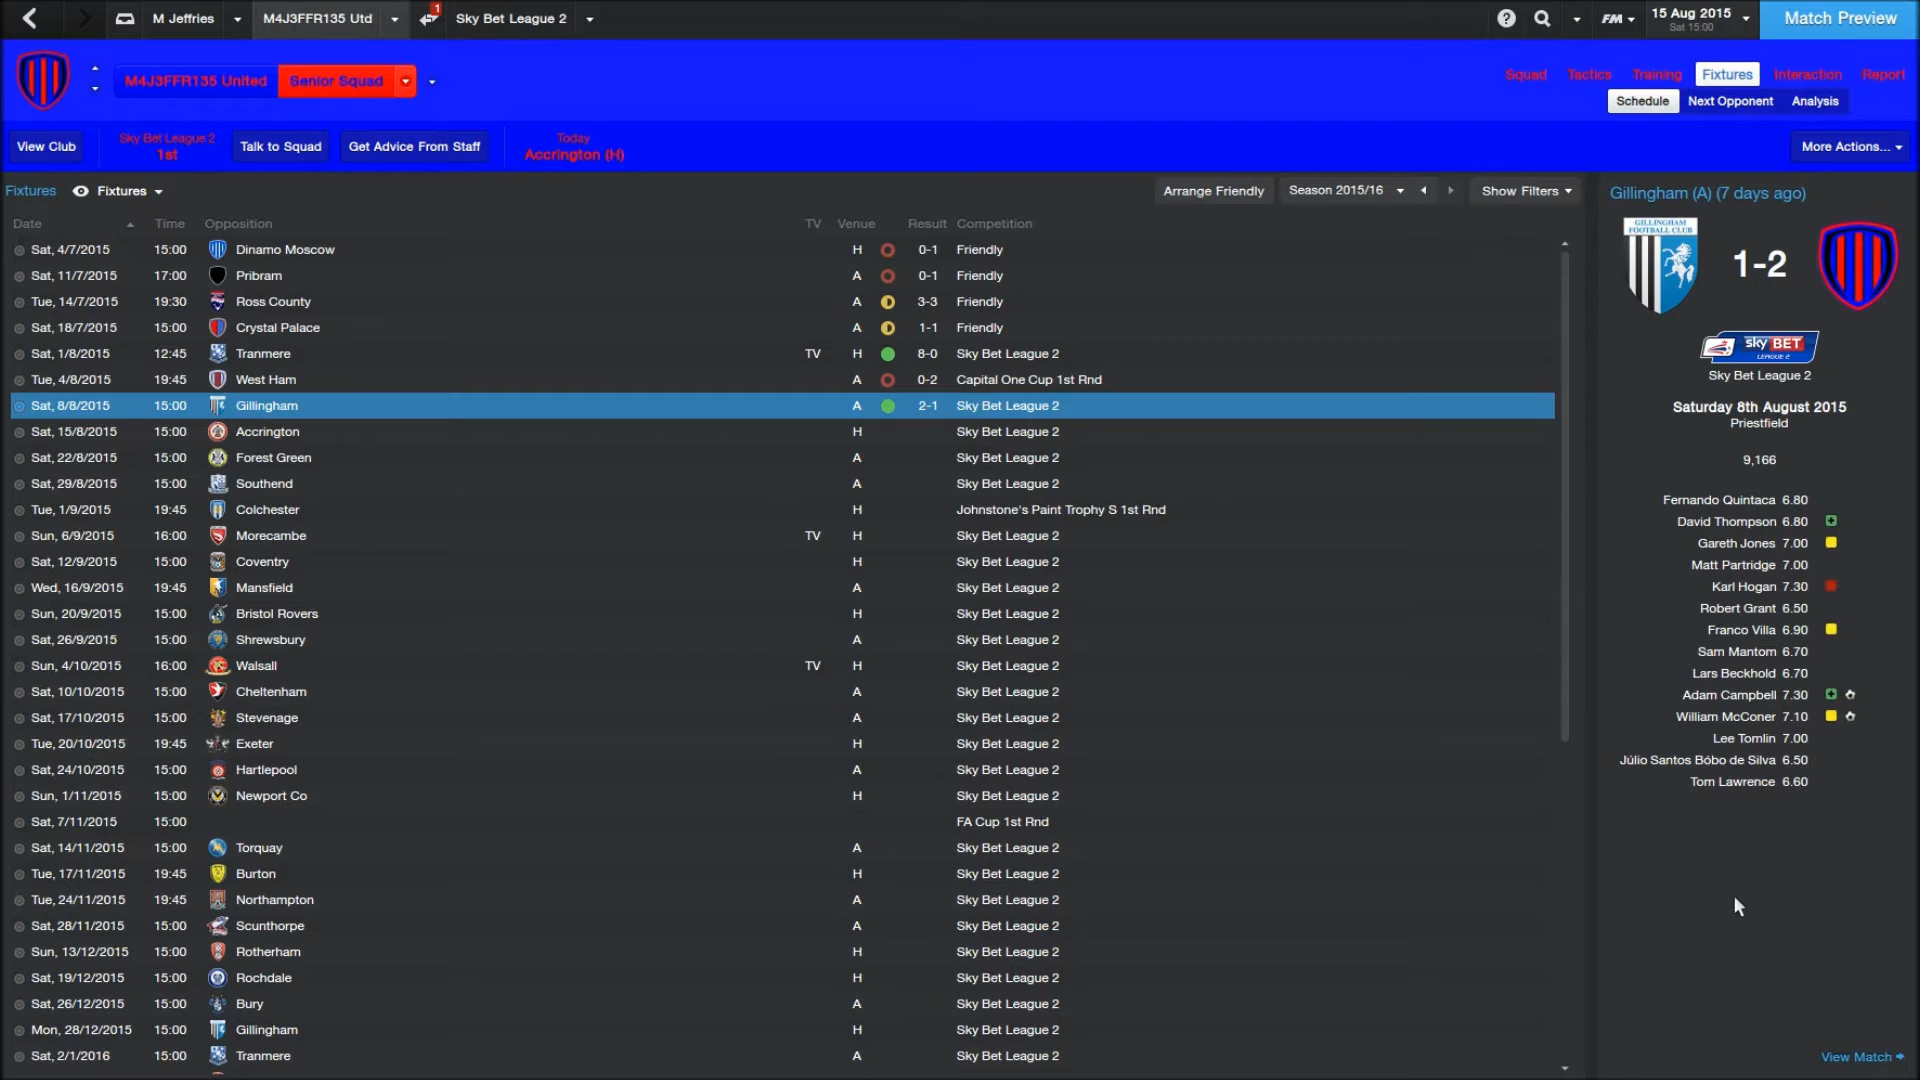 M Jeffries M4J3FFR135 Utd 1 Sky Bet League 2 FM 15 Aug 2015 Match Preview
Sat 15:00
M4J3FFR135 United Senior Squad Squad Tactics Training Fixtures Interaction Report
Schedule Next Opponent Analysis
View Club Sky Bet League 2 1st Talk to Squad Get Advice From Staff Today Accrington (H) More Actions...
Fixtures Fixtures Arrange Friendly Season 2015/16 Show Filters
Date Time Opposition TV Venue Result Competition
Sat, 4/7/2015 15:00 Dinamo Moscow H 0-1 Friendly
Sat, 11/7/2015 17:00 Pribram A 0-1 Friendly
Tue, 14/7/2015 19:30 Ross County A 3-3 Friendly
Sat, 18/7/2015 15:00 Crystal Palace A 1-1 Friendly
Sat, 1/8/2015 12:45 Tranmere TV H 8-0 Sky Bet League 2
Tue, 4/8/2015 19:45 West Ham A 0-2 Capital One Cup 1st Rnd
Sat, 8/8/2015 15:00 Gillingham A 2-1 Sky Bet League 2
Sat, 15/8/2015 15:00 Accrington H Sky Bet League 2
Sat, 22/8/2015 15:00 Forest Green A Sky Bet League 2
Sat, 29/8/2015 15:00 Southend A Sky Bet League 2
Tue, 1/9/2015 19:45 Colchester H Johnstone's Paint Trophy S 1st Rnd
Sun, 6/9/2015 16:00 Morecambe TV H Sky Bet League 2
Sat, 12/9/2015 15:00 Coventry H Sky Bet League 2
Wed, 16/9/2015 19:45 Mansfield A Sky Bet League 2
Sun, 20/9/2015 15:00 Bristol Rovers H Sky Bet League 2
Sat, 26/9/2015 15:00 Shrewsbury A Sky Bet League 2
Sun, 4/10/2015 16:00 Walsall TV H Sky Bet League 2
Sat, 10/10/2015 15:00 Cheltenham A Sky Bet League 2
Sat, 17/10/2015 15:00 Stevenage A Sky Bet League 2
Tue, 20/10/2015 19:45 Exeter H Sky Bet League 2
Sat, 24/10/2015 15:00 Hartlepool A Sky Bet League 2
Sun, 1/11/2015 15:00 Newport Co H Sky Bet League 2
Sat, 7/11/2015 15:00 FA Cup 1st Rnd
Sat, 14/11/2015 15:00 Torquay A Sky Bet League 2
Tue, 17/11/2015 19:45 Burton H Sky Bet League 2
Tue, 24/11/2015 19:45 Northampton A Sky Bet League 2
Sat, 28/11/2015 15:00 Scunthorpe A Sky Bet League 2
Sun, 13/12/2015 15:00 Rotherham H Sky Bet League 2
Sat, 19/12/2015 15:00 Rochdale H Sky Bet League 2
Sat, 26/12/2015 15:00 Bury A Sky Bet League 2
Mon, 28/12/2015 15:00 Gillingham H Sky Bet League 2
Sat, 2/1/2016 15:00 Tranmere A Sky Bet League 2
Gillingham (A) (7 days ago)
GILLINGHAM
FOOTBALL CLUB
1-2
sky BET
LEAGUE 2
Sky Bet League 2
Saturday 8th August 2015
Priestfield
9,166
Fernando Quintaca 6.80
David Thompson 6.80
Gareth Jones 7.00
Matt Partridge 7.00
Karl Hogan 7.30
Robert Grant 6.50
Franco Villa 6.90
Sam Mantom 6.70
Lars Beckhold 6.70
Adam Campbell 7.30
William McConer 7.10
Lee Tomlin 7.00
Júlio Santos Bóbo de Silva 6.50
Tom Lawrence 6.60
View Match